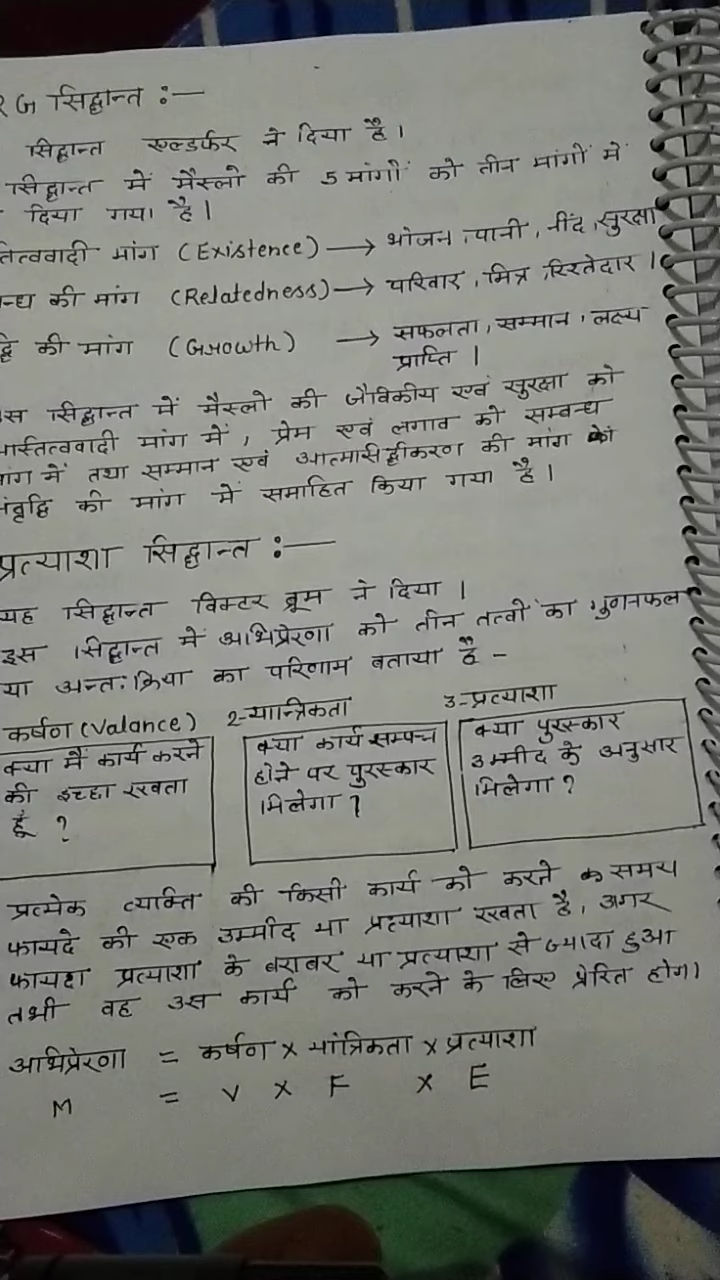 RG सिद्धान्त :—
सिद्धान्त एल्डर्फर ने दिया है।
सिद्धान्त में मैस्लो की 5 मांगों को तीन मांगों में
दिया गया है।
तित्ववादी मांग (Existence) → भोजन, पानी, नींद, सुरक्षा
न्ध की मांग (Relatedness) → परिवार, मित्र, रिश्तेदार।
द्धि की मांग (Growth) → सफलता, सम्मान, लक्ष्य
प्राप्ति।
इस सिद्धान्त में मैस्लो की जैविकीय एवं सुरक्षा को
आस्तित्ववादी मांग में, प्रेम एवं लगाव को सम्बन्ध
मांग में तथा सम्मान एवं आत्मासिद्धीकरण की मांग को
संवृद्धि की मांग में समाहित किया गया है।
प्रत्याशा सिद्धान्त :—
यह सिद्धान्त विक्टर ब्रूम ने दिया।
इस सिद्धान्त में अभिप्रेरणा को तीन तत्वों का गुणनफल
या अन्तःक्रिया का परिणाम बताया है –
कर्षण (Valance) 2-यान्त्रिकता 3-प्रत्याशा
क्या मैं कार्य करने
की इच्छा रखता
हूँ ?
क्या कार्य सम्पन्न
होने पर पुरस्कार
मिलेगा ?
क्या पुरस्कार
उम्मीद के अनुसार
मिलेगा ?
प्रत्येक व्यक्ति की किसी कार्य को करते समय
फायदे की एक उम्मीद या प्रत्याशा रखता है, अगर
फायदा प्रत्याशा के बराबर या प्रत्याशा से ज्यादा हुआ
तभी वह उस कार्य को करने के लिए प्रेरित होगा
अभिप्रेरणा = कर्षण × यांत्रिकता × प्रत्याशा
M = V × F × E